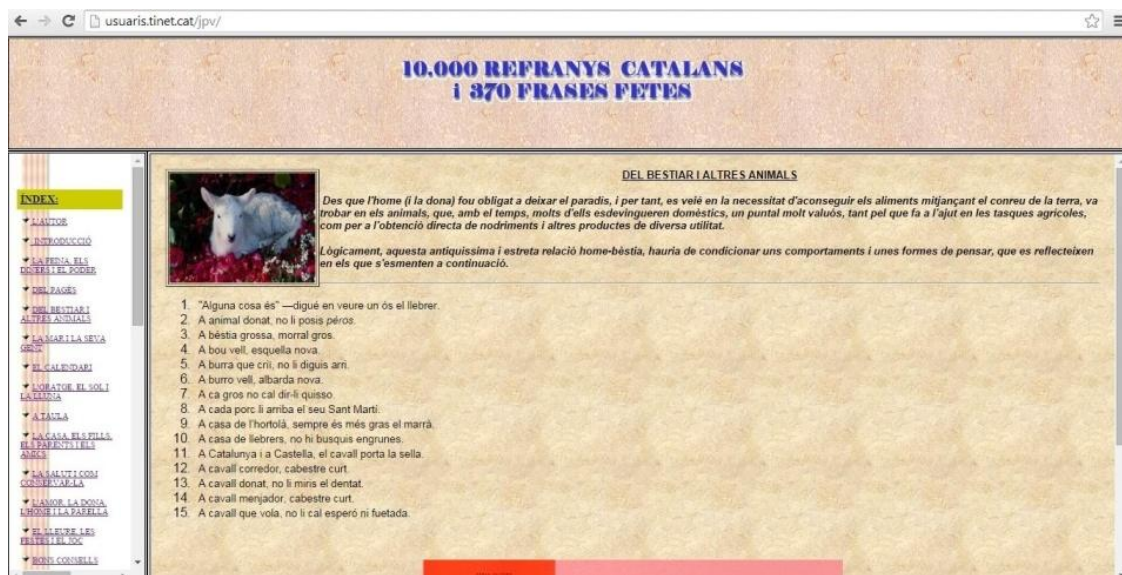 usuaris.tinet.cat/jpv/
10.000 REFRANYS CATALANS
i 370 FRASES FETES
ÍNDEX:
L'AUTOR
INTRODUCCIÓ
LA FEINA, ELS
DINERS I EL PODER
DEL PAGÈS
DEL BESTIAR I
ALTRES ANIMALS
LA MAR I LA SEVA
GENT
EL CALENDARI
L'ORATGE, EL SOL I
LA LLUNA
A TAULA
LA CASA, ELS FILLS,
ELS PARENTS I ELS
AMICS
LA SALUT I COM
CONSERVAR-LA
L'AMOR, LA DONA,
L'HOME I LA PARELLA
EL LLEURE, LES
FESTES I EL JOC
BONS CONSELLS
DEL BESTIAR I ALTRES ANIMALS
Des que l'home (i la dona) fou obligat a deixar el paradís, i per tant, es veié en la necessitat d'aconseguir els aliments mitjançant el conreu de la terra, va
trobar en els animals, que, amb el temps, molts d'ells esdevingueren domèstics, un puntal molt valuós, tant pel que fa a l'ajut en les tasques agrícoles,
com per a l'obtenció directa de nodriments i altres productes de diversa utilitat.
Lògicament, aquesta antiquíssima i estreta relació home-bèstia, hauria de condicionar uns comportaments i unes formes de pensar, que es reflecteixen
en els que s'esmenten a continuació.
1. "Alguna cosa és" —digué en veure un ós el llebrer.
2. A animal donat, no li posis péros.
3. A bèstia grossa, morral gros.
4. A bou vell, esquella nova.
5. A burra que criï, no li diguis arri.
6. A burro vell, albarda nova.
7. A ca gros no cal dir-li quisso.
8. A cada porc li arriba el seu Sant Martí.
9. A casa de l'hortolà, sempre és més gras el marrà.
10. A casa de llebrers, no hi busquis engrunes.
11. A Catalunya i a Castella, el cavall porta la sella.
12. A cavall corredor, cabestre curt.
13. A cavall donat, no li miris el dentat.
14. A cavall menjador, cabestre curt.
15. A cavall que vola, no li cal esperó ni fuetada.